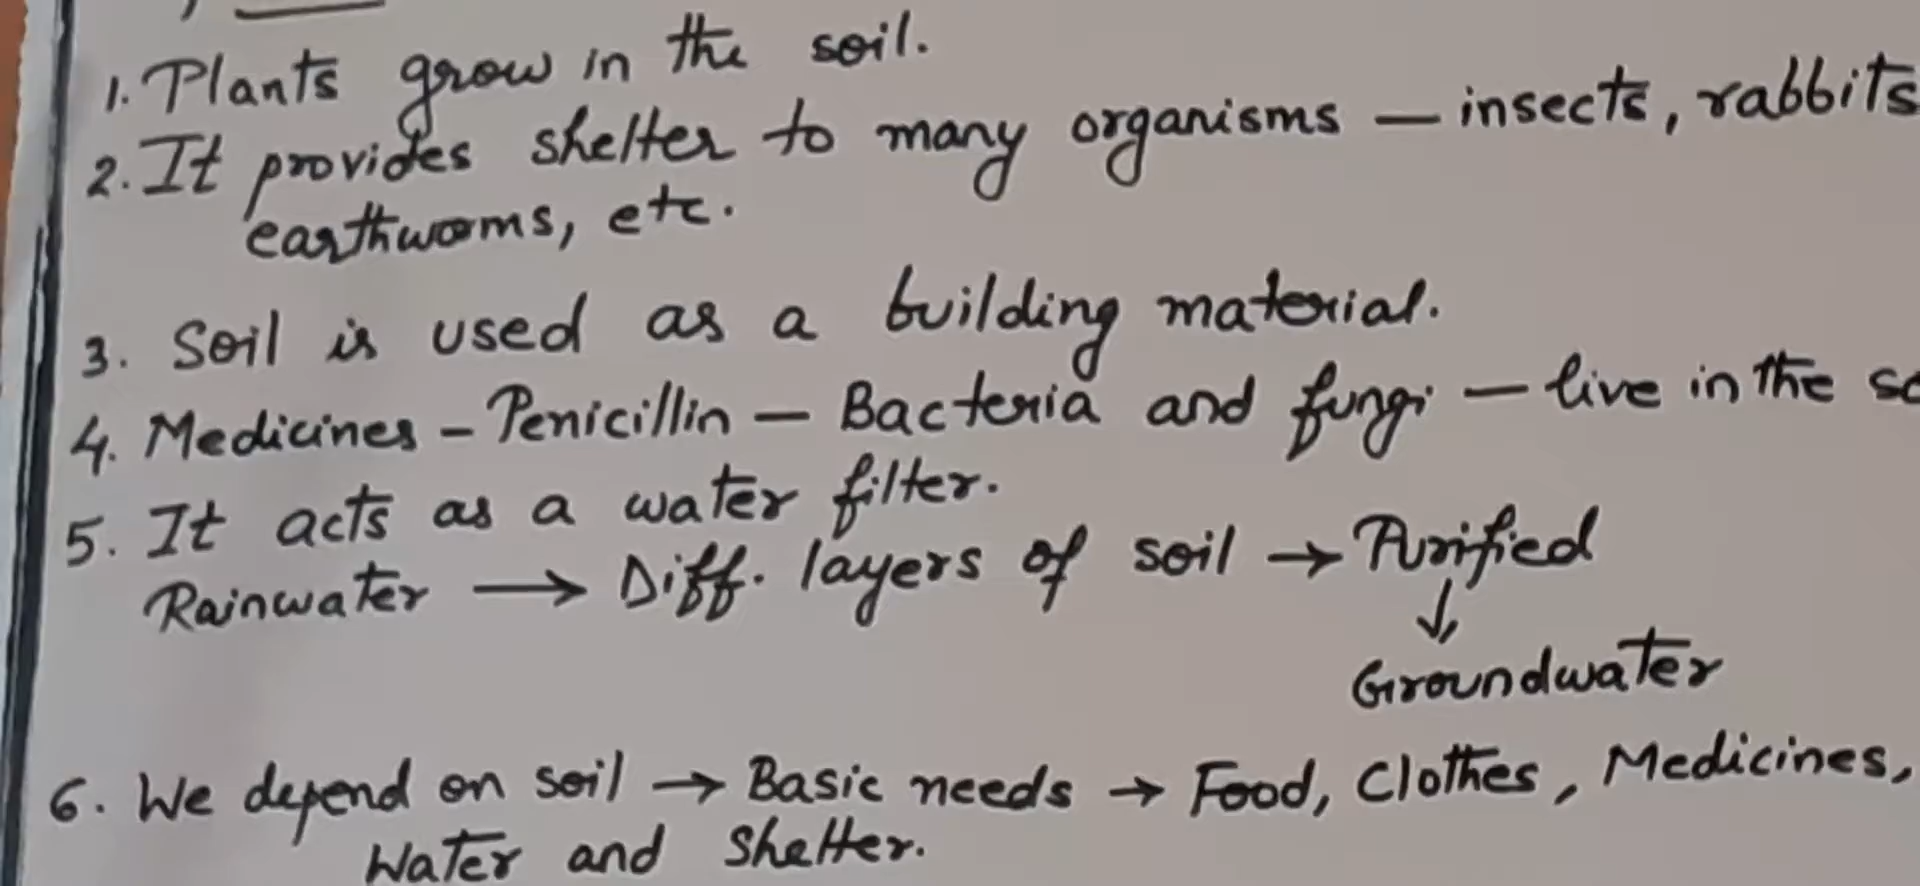 1. Plants grow in the soil.
2. It provides shelter to many organisms — insects, rabbits
earthworms, etc.
3. Soil is used as a building material.
4. Medicines - Penicillin — Bacteria and fungi — live in the
5. It acts as a water filter.
Rainwater → Diff. layers of soil → Purified
↓
Groundwater
6. We depend on soil → Basic needs → Food, Clothes, Medicines,
Water and Shelter.